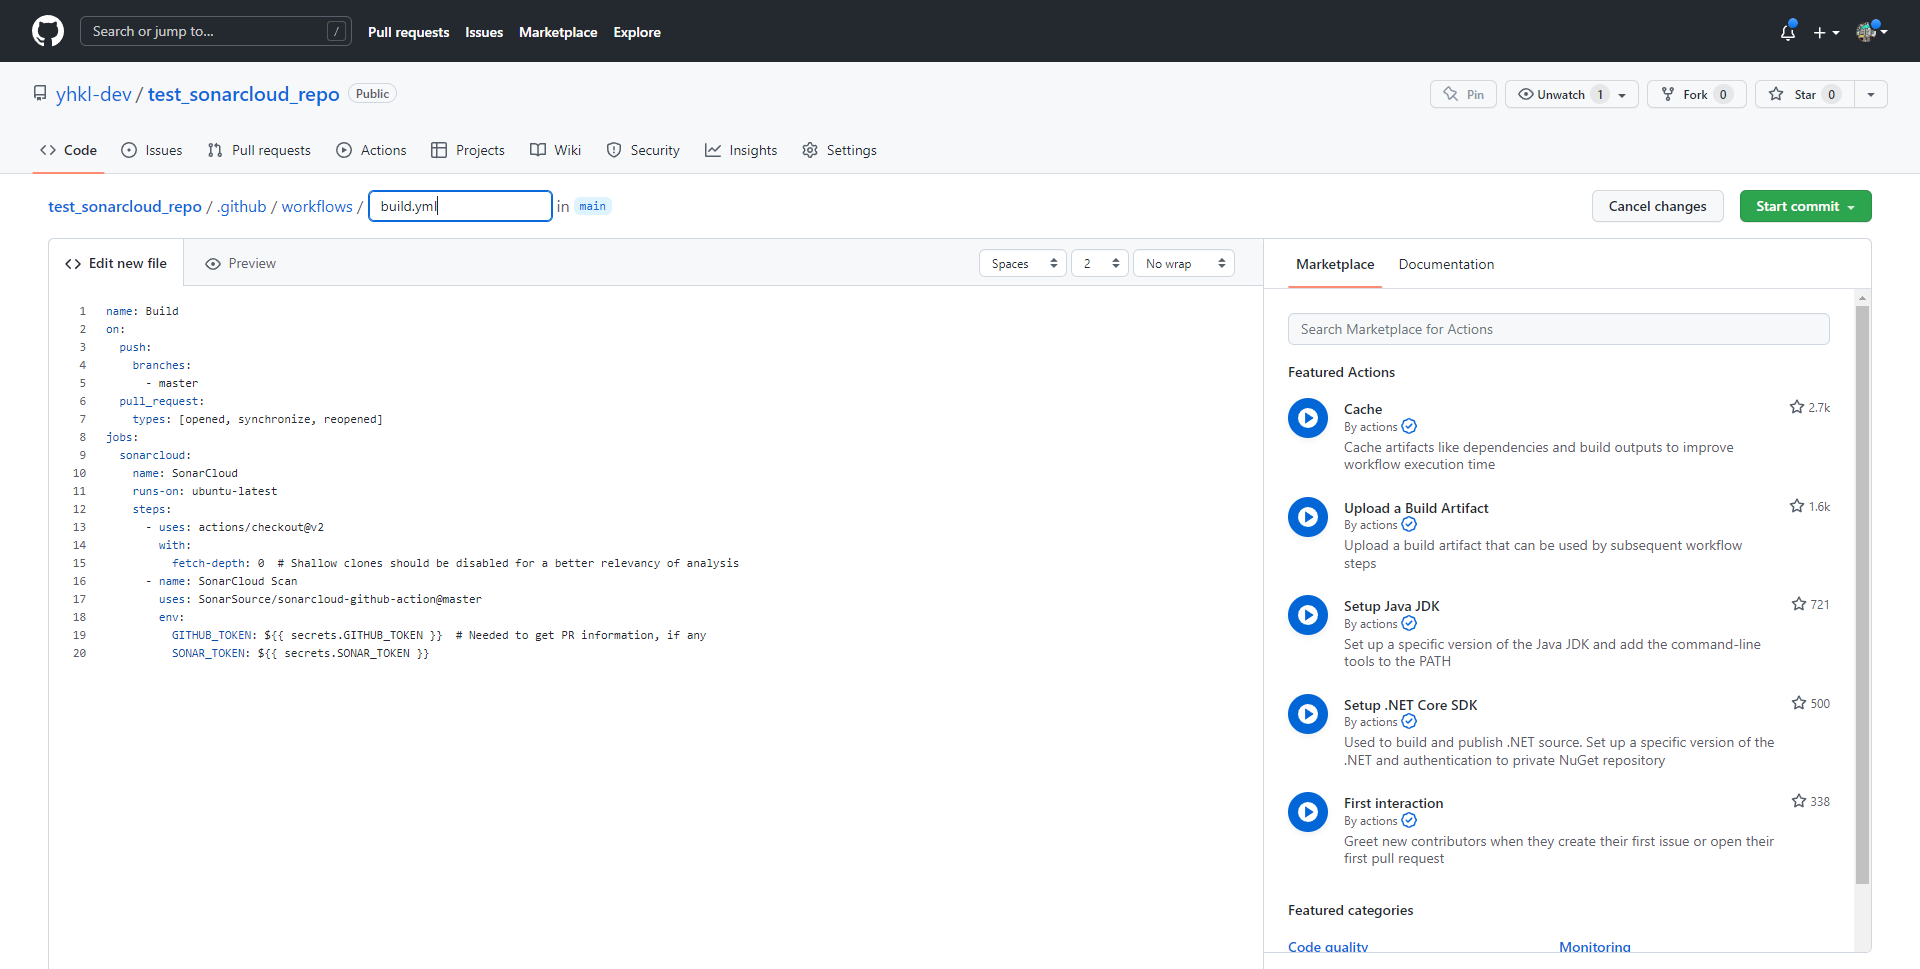 Search or jump to... /
Pull requests Issues Marketplace Explore
yhkl-dev / test_sonarcloud_repo Public
Pin Unwatch 1 Fork 0 Star 0
Code Issues Pull requests Actions Projects Wiki Security Insights Settings
test_sonarcloud_repo / .github / workflows / build.yml in main
Cancel changes Start commit
Edit new file Preview Spaces 2 No wrap
1 name: Build
2 on:
3 push:
4 branches:
5 - master
6 pull_request:
7 types: [opened, synchronize, reopened]
8 jobs:
9 sonarcloud:
10 name: SonarCloud
11 runs-on: ubuntu-latest
12 steps:
13 - uses: actions/checkout@v2
14 with:
15 fetch-depth: 0 # Shallow clones should be disabled for a better relevancy of analysis
16 - name: SonarCloud Scan
17 uses: SonarSource/sonarcloud-github-action@master
18 env:
19 GITHUB_TOKEN: ${{ secrets.GITHUB_TOKEN }} # Needed to get PR information, if any
20 SONAR_TOKEN: ${{ secrets.SONAR_TOKEN }}
Marketplace Documentation
Search Marketplace for Actions
Featured Actions
Cache 2.7k
By actions
Cache artifacts like dependencies and build outputs to improve
workflow execution time
Upload a Build Artifact 1.6k
By actions
Upload a build artifact that can be used by subsequent workflow
steps
Setup Java JDK 721
By actions
Set up a specific version of the Java JDK and add the command-line
tools to the PATH
Setup .NET Core SDK 500
By actions
Used to build and publish .NET source. Set up a specific version of the
.NET and authentication to private NuGet repository
First interaction 338
By actions
Greet new contributors when they create their first issue or open their
first pull request
Featured categories
Code quality Monitoring